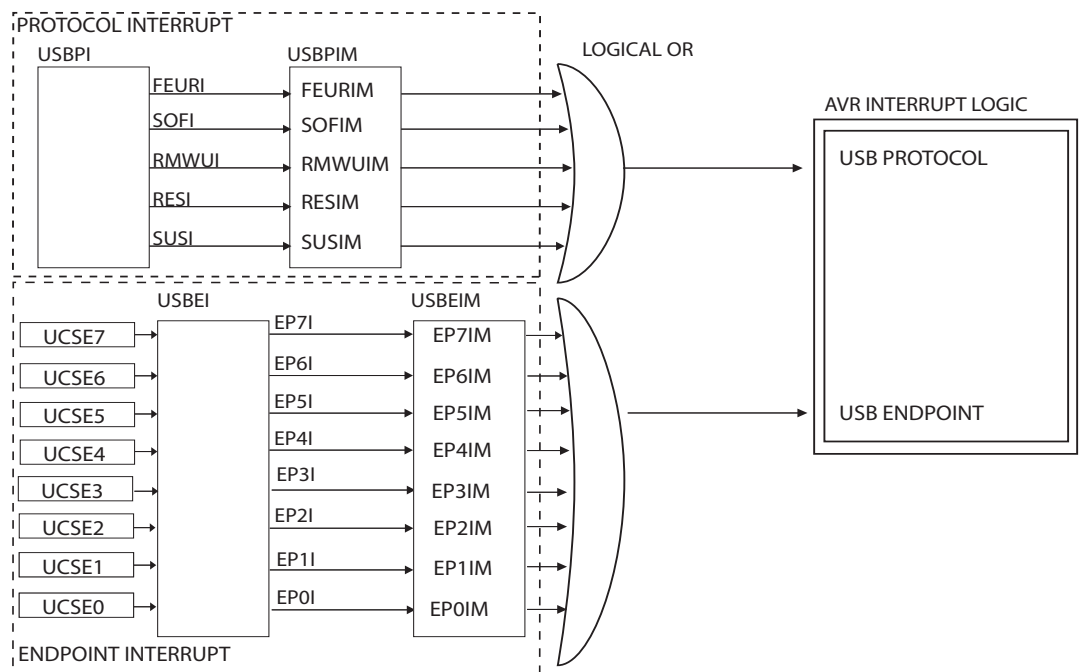 PROTOCOL INTERRUPT
USBPI
USBPIM
LOGICAL OR
FEURI
FEURIM
SOFI
SOFIM
RMWUI
RMWUIM
RESI
RESIM
SUSI
SUSIM
AVR INTERRUPT LOGIC
USB PROTOCOL
USB ENDPOINT
USBEI
USBEIM
UCSE7
EP7I
EP7IM
UCSE6
EP6I
EP6IM
UCSE5
EP5I
EP5IM
UCSE4
EP4I
EP4IM
UCSE3
EP3I
EP3IM
UCSE2
EP2I
EP2IM
UCSE1
EP1I
EP1IM
UCSE0
EP0I
EP0IM
ENDPOINT INTERRUPT